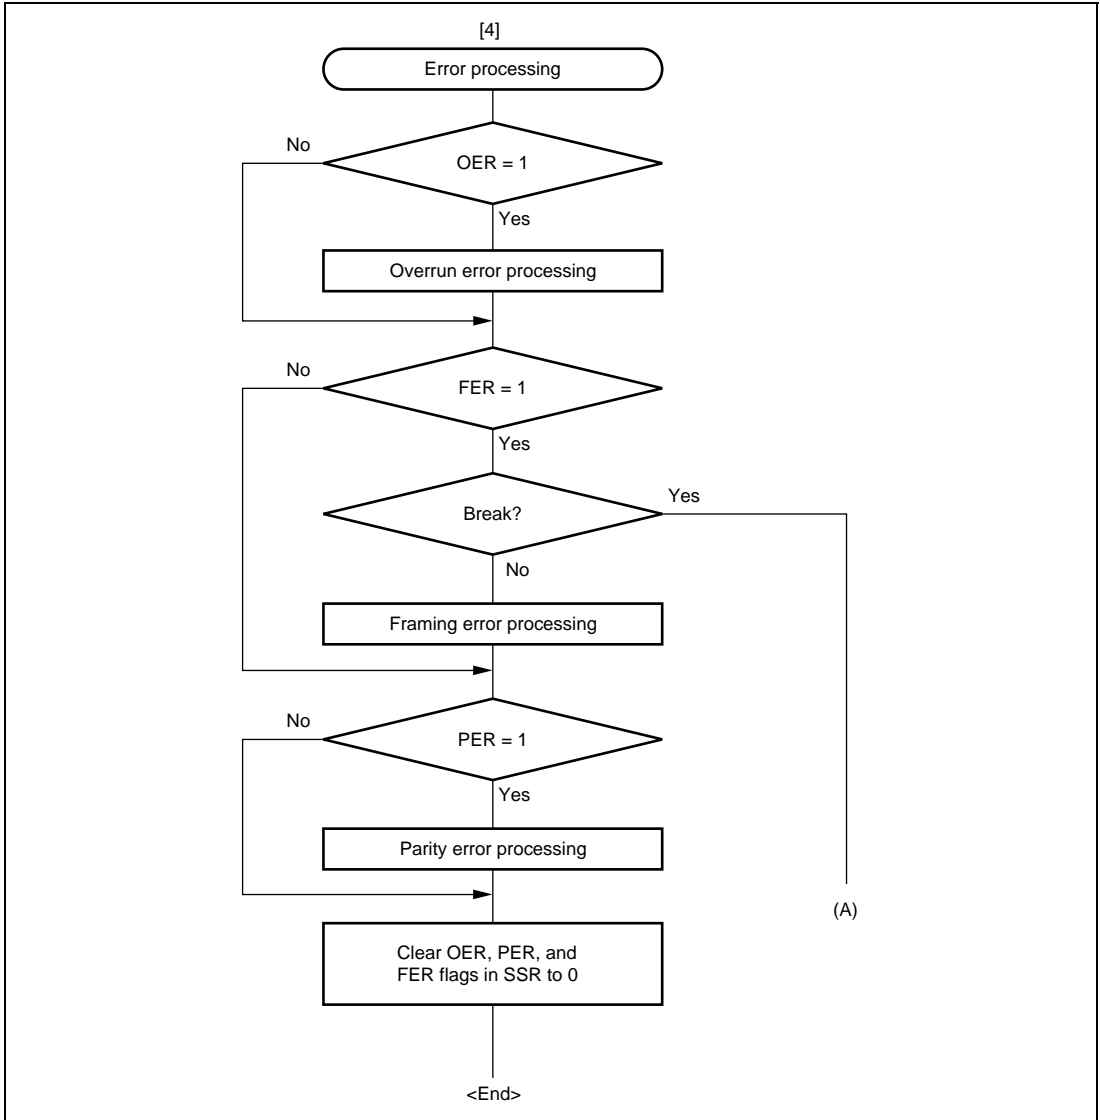 [4]
Error processing
No
OER = 1
Yes
Overrun error processing
No
FER = 1
Yes
Break?
Yes
No
Framing error processing
No
PER = 1
Yes
Parity error processing
(A)
Clear OER, PER, and
FER flags in SSR to 0
<End>